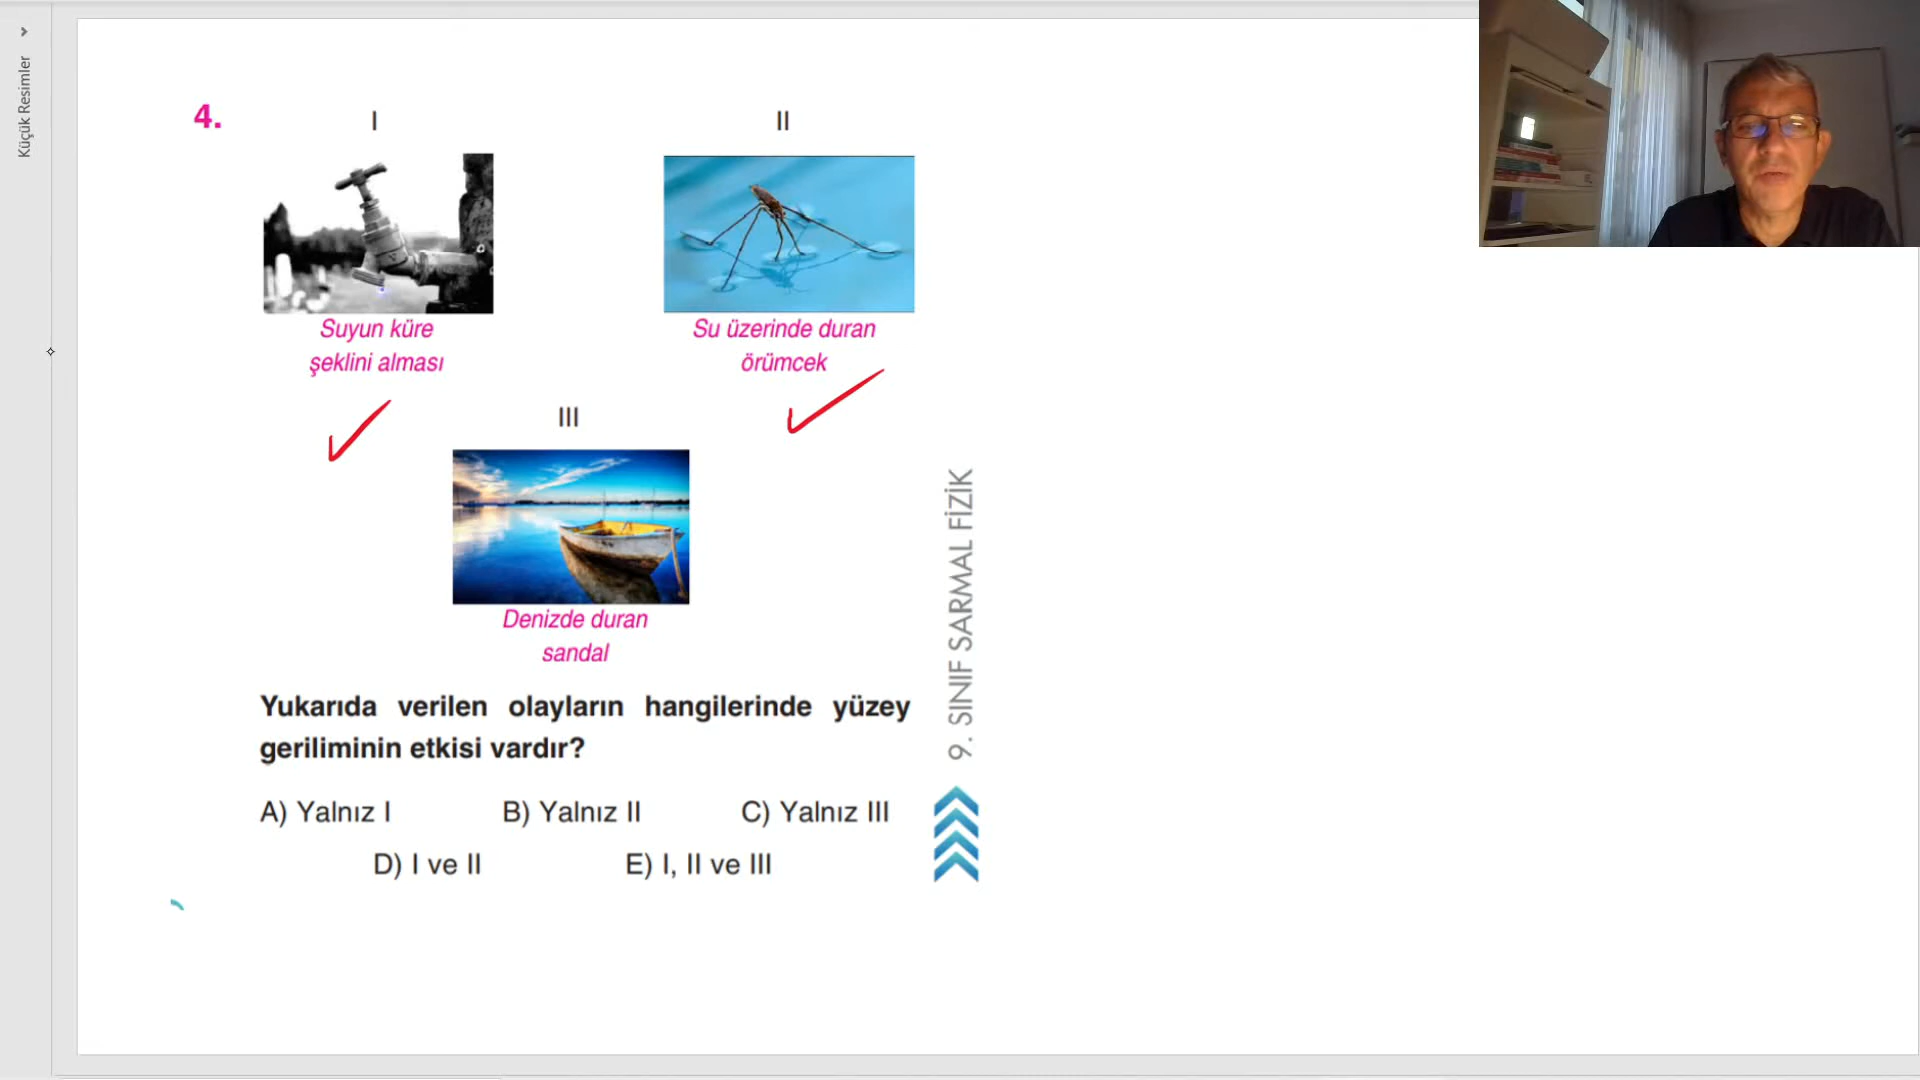 Küçük Resimler
4.
I
II
Suyun küre
şeklini alması
Su üzerinde duran
örümcek
III
Denizde duran
sandal
Yukarıda verilen olayların hangilerinde yüzey
geriliminin etkisi vardır?
A) Yalnız I
B) Yalnız II
C) Yalnız III
D) I ve II
E) I, II ve III
9. SINIF SARMAL FİZİK